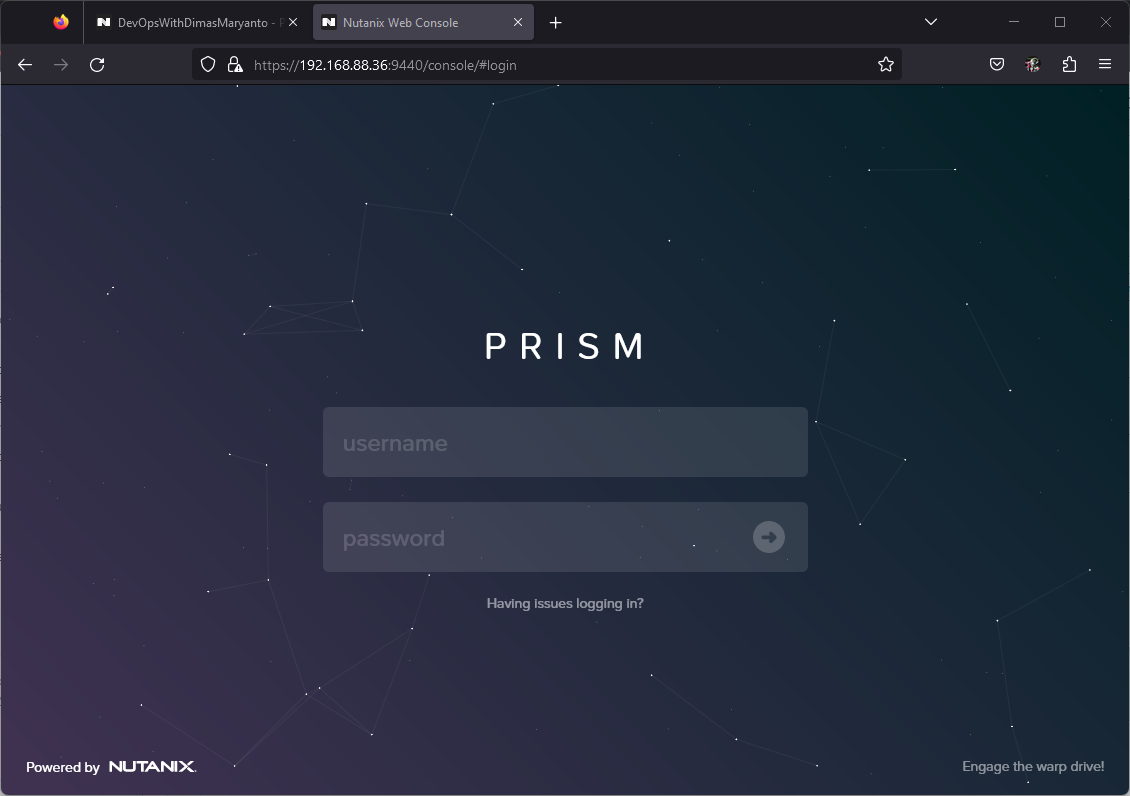 DevOpsWithDimasMaryanto - P
Nutanix Web Console
https://192.168.88.36:9440/console/#login
PRISM
username
password
Having issues logging in?
Powered by NUTANIX.
Engage the warp drive!